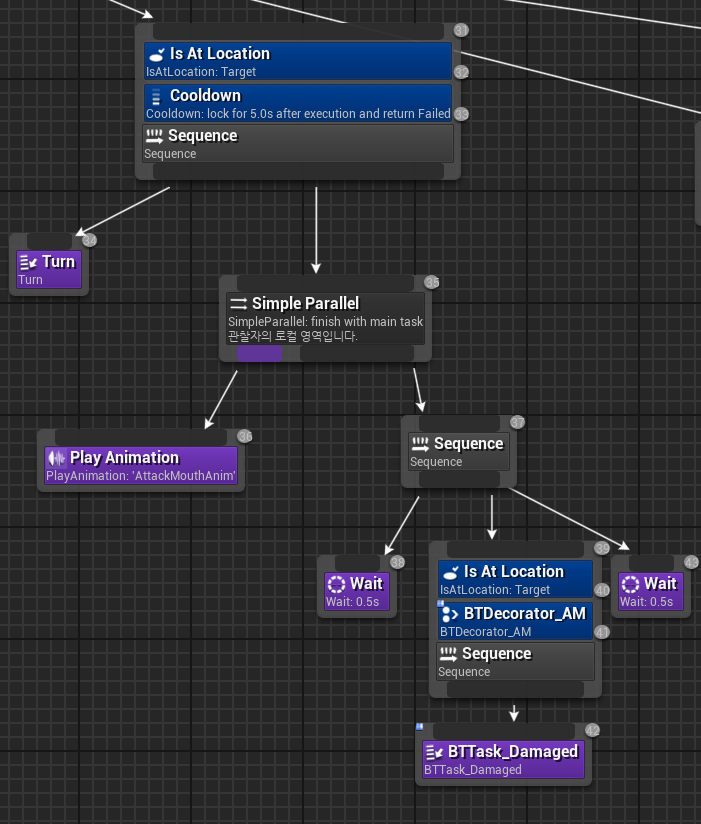 31
Is At Location
IsAtLocation: Target
32
Cooldown
Cooldown: lock for 5.0s after execution and return Failed
33
Sequence
Sequence
34
Turn
Turn
35
Simple Parallel
SimpleParallel: finish with main task
관찰자의 로컬 영역입니다.
36
Play Animation
PlayAnimation: 'AttackMouthAnim'
37
Sequence
Sequence
38
Wait
Wait: 0.5s
39
Is At Location
IsAtLocation: Target
40
BTDecorator_AM
BTDecorator_AM
41
Sequence
Sequence
43
Wait
Wait: 0.5s
42
BTTask_Damaged
BTTask_Damaged